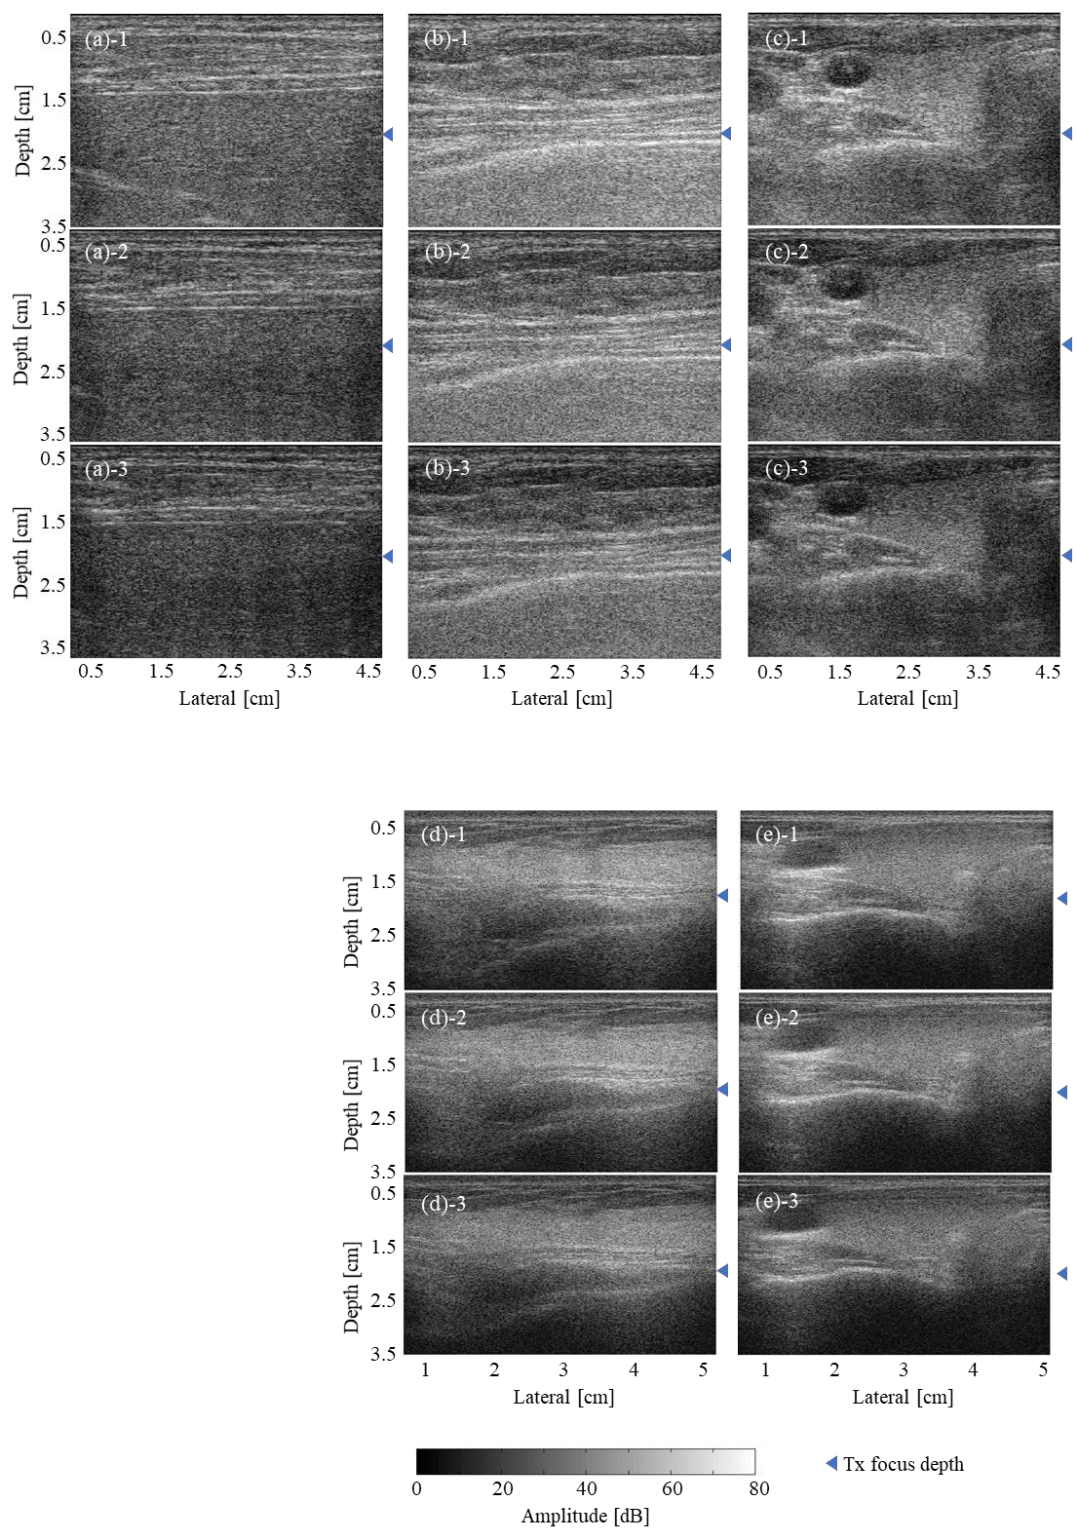 (a)-1
(b)-1
(c)-1
0.5
1.5
2.5
3.5
Depth [cm]
(a)-2
(b)-2
(c)-2
0.5
1.5
2.5
3.5
Depth [cm]
(a)-3
(b)-3
(c)-3
0.5
1.5
2.5
3.5
Depth [cm]
0.5 1.5 2.5 3.5 4.5
0.5 1.5 2.5 3.5 4.5
0.5 1.5 2.5 3.5 4.5
Lateral [cm]
Lateral [cm]
Lateral [cm]
(d)-1
(e)-1
0.5
1.5
2.5
3.5
Depth [cm]
(d)-2
(e)-2
0.5
1.5
2.5
3.5
Depth [cm]
(d)-3
(e)-3
0.5
1.5
2.5
3.5
Depth [cm]
1 2 3 4 5
1 2 3 4 5
Lateral [cm]
Lateral [cm]
0 20 40 60 80
Amplitude [dB]
Tx focus depth